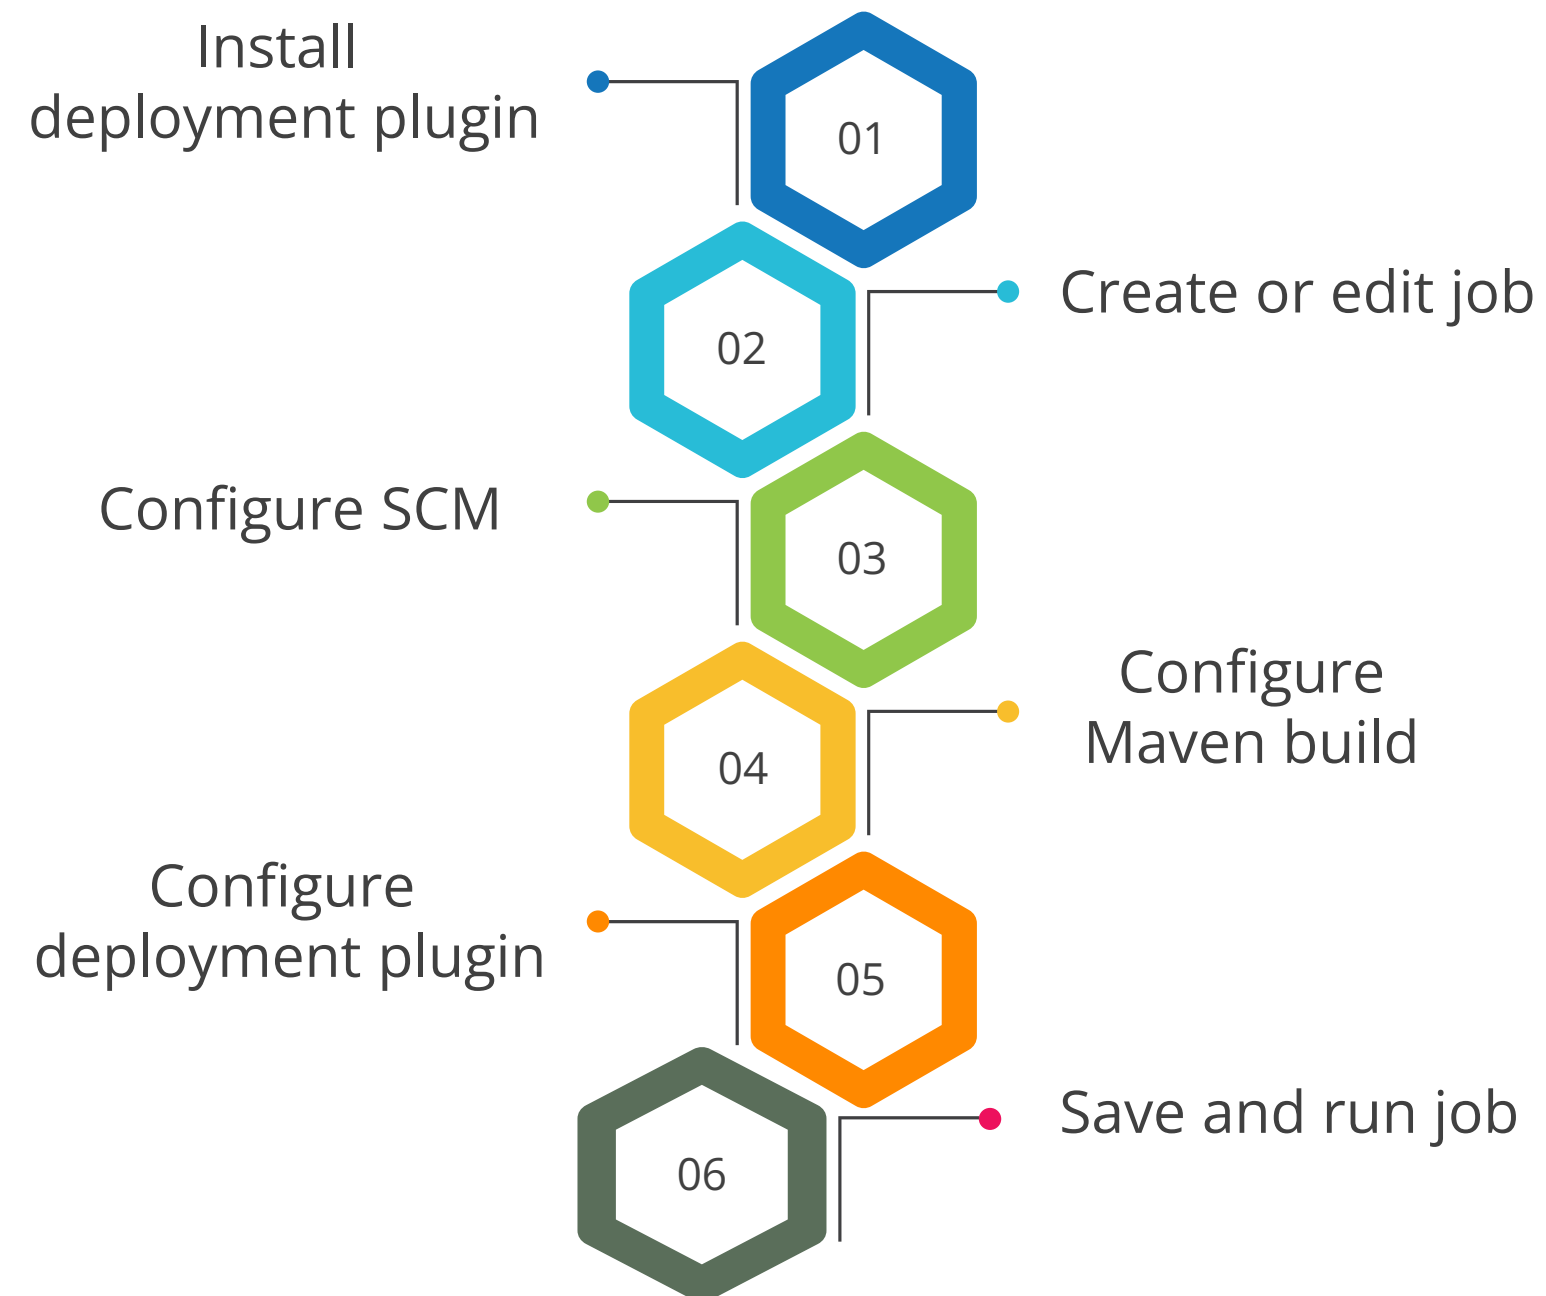 Install
deployment plugin
01
Create or edit job
02
Configure SCM
03
Configure
Maven build
04
Configure
deployment plugin
05
Save and run job
06